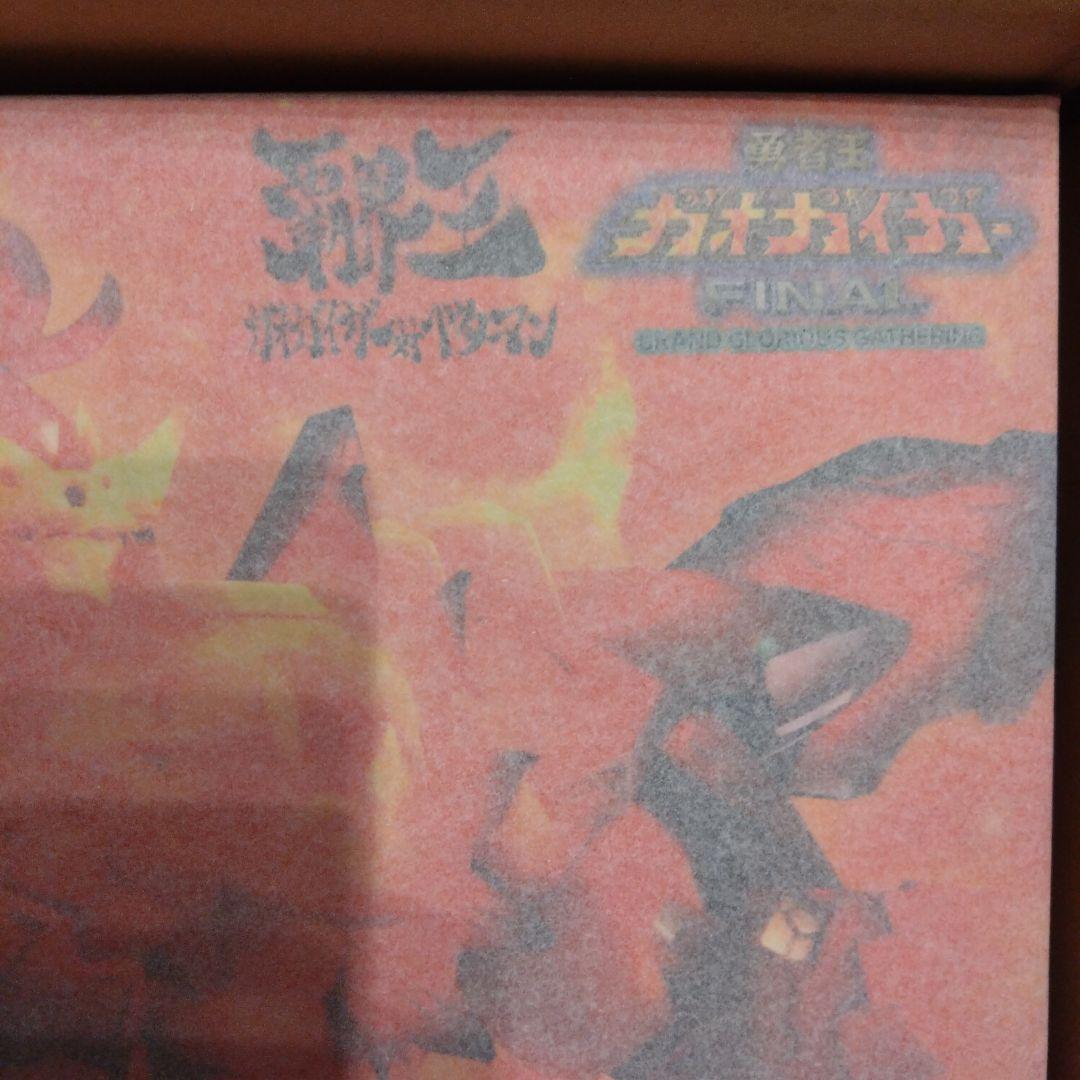 覇界王
ガオガイガー対ベターマン
勇者王
ガオガイガー
FINAL
GRAND GLORIOUS GATHERING